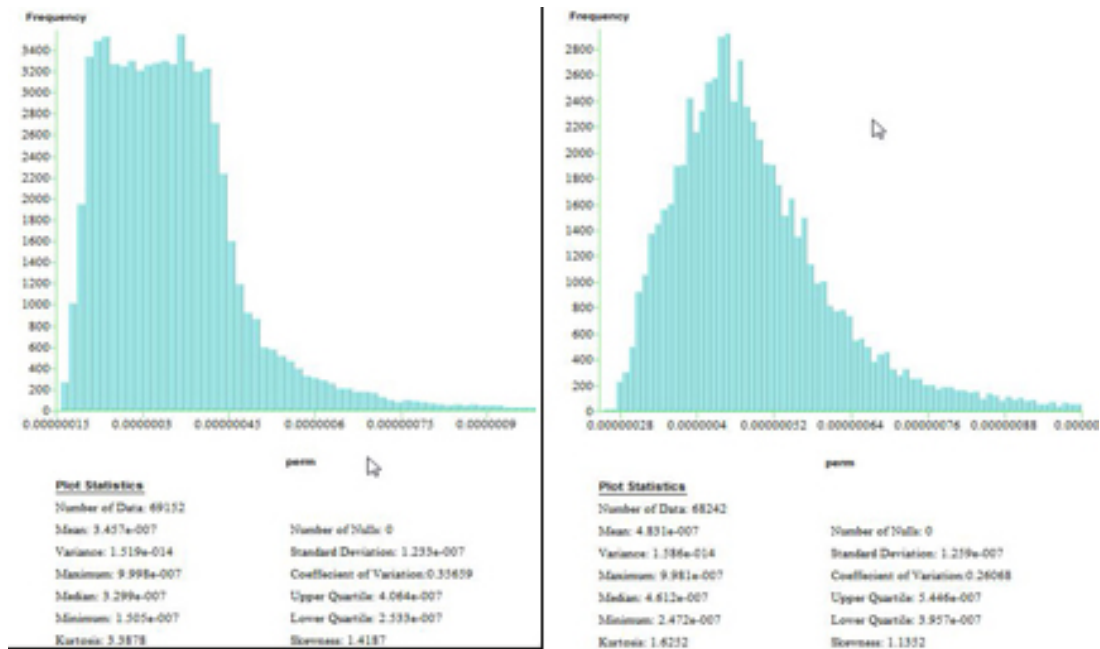 Frequency
3400
3200
3000
2800
2600
2400
2200
2000
1800
1600
1400
1200
1000
800
600
400
200
0
0.00000015 0.0000003 0.00000045 0.0000006 0.00000075 0.0000009
perm
Plot Statistics
Number of Data: 69152
Mean: 3.457e-007 Number of Nulls: 0
Variance: 1.519e-014 Standard Deviation: 1.233e-007
Maximum: 9.998e-007 Coeffecient of Variation:0.35659
Median: 3.299e-007 Upper Quartile: 4.064e-007
Minimum: 1.505e-007 Lower Quartile: 2.533e-007
Kurtosis: 3.3878 Skewness: 1.4187
Frequency
2800
2600
2400
2200
2000
1800
1600
1400
1200
1000
800
600
400
200
0
0.00000028 0.0000004 0.00000052 0.00000064 0.00000076 0.00000088 0.00000
perm
Plot Statistics
Number of Data: 68242
Mean: 4.831e-007 Number of Nulls: 0
Variance: 1.586e-014 Standard Deviation: 1.259e-007
Maximum: 9.981e-007 Coeffecient of Variation:0.26068
Median: 4.612e-007 Upper Quartile: 5.446e-007
Minimum: 2.472e-007 Lower Quartile: 3.957e-007
Kurtosis: 1.6252 Skewness: 1.1352